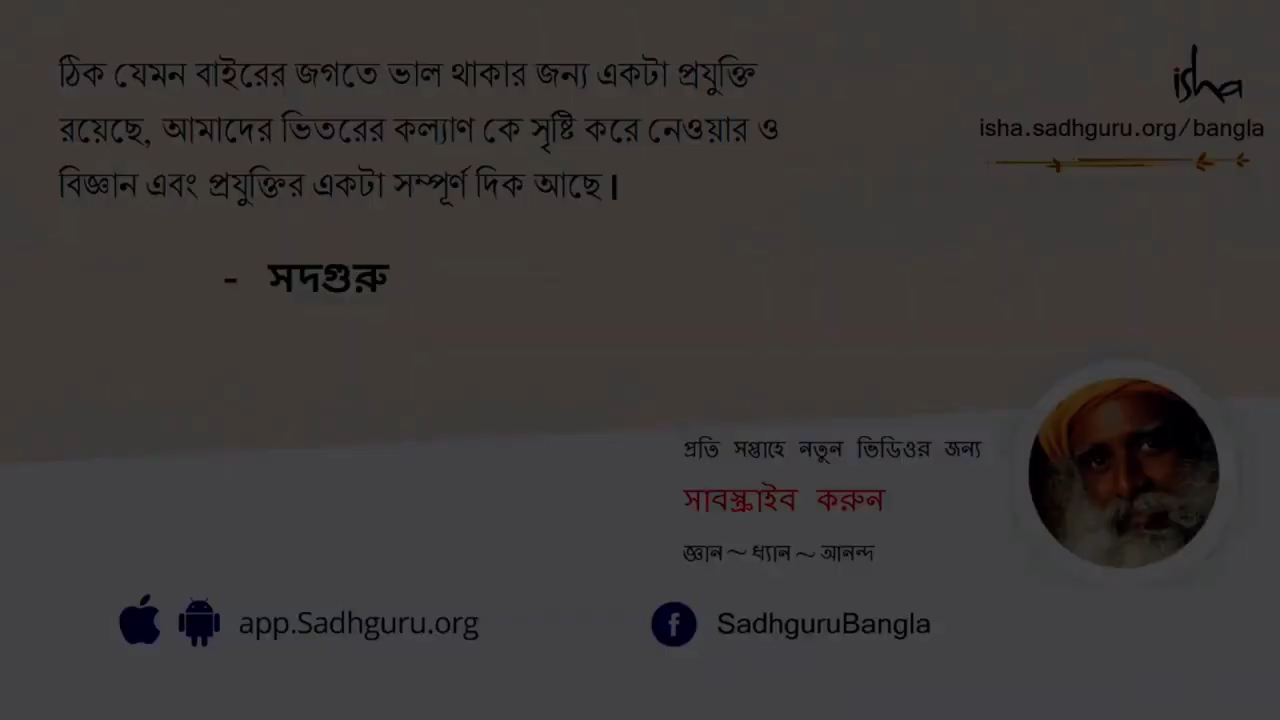 ঠিক যেমন বাইরের জগতে ভাল থাকার জন্য একটা প্রযুক্তি
রয়েছে, আমাদের ভিতরের কল্যাণ কে সৃষ্টি করে নেওয়ার ও
বিজ্ঞান এবং প্রযুক্তির একটা সম্পূর্ণ দিক আছে।
- সদগুরু
isha
isha.sadhguru.org/bangla
প্রতি সপ্তাহে নতুন ভিডিওর জন্য
সাবস্ক্রাইব করুন
জ্ঞান ~ ধ্যান ~ আনন্দ
app.Sadhguru.org
SadhguruBangla